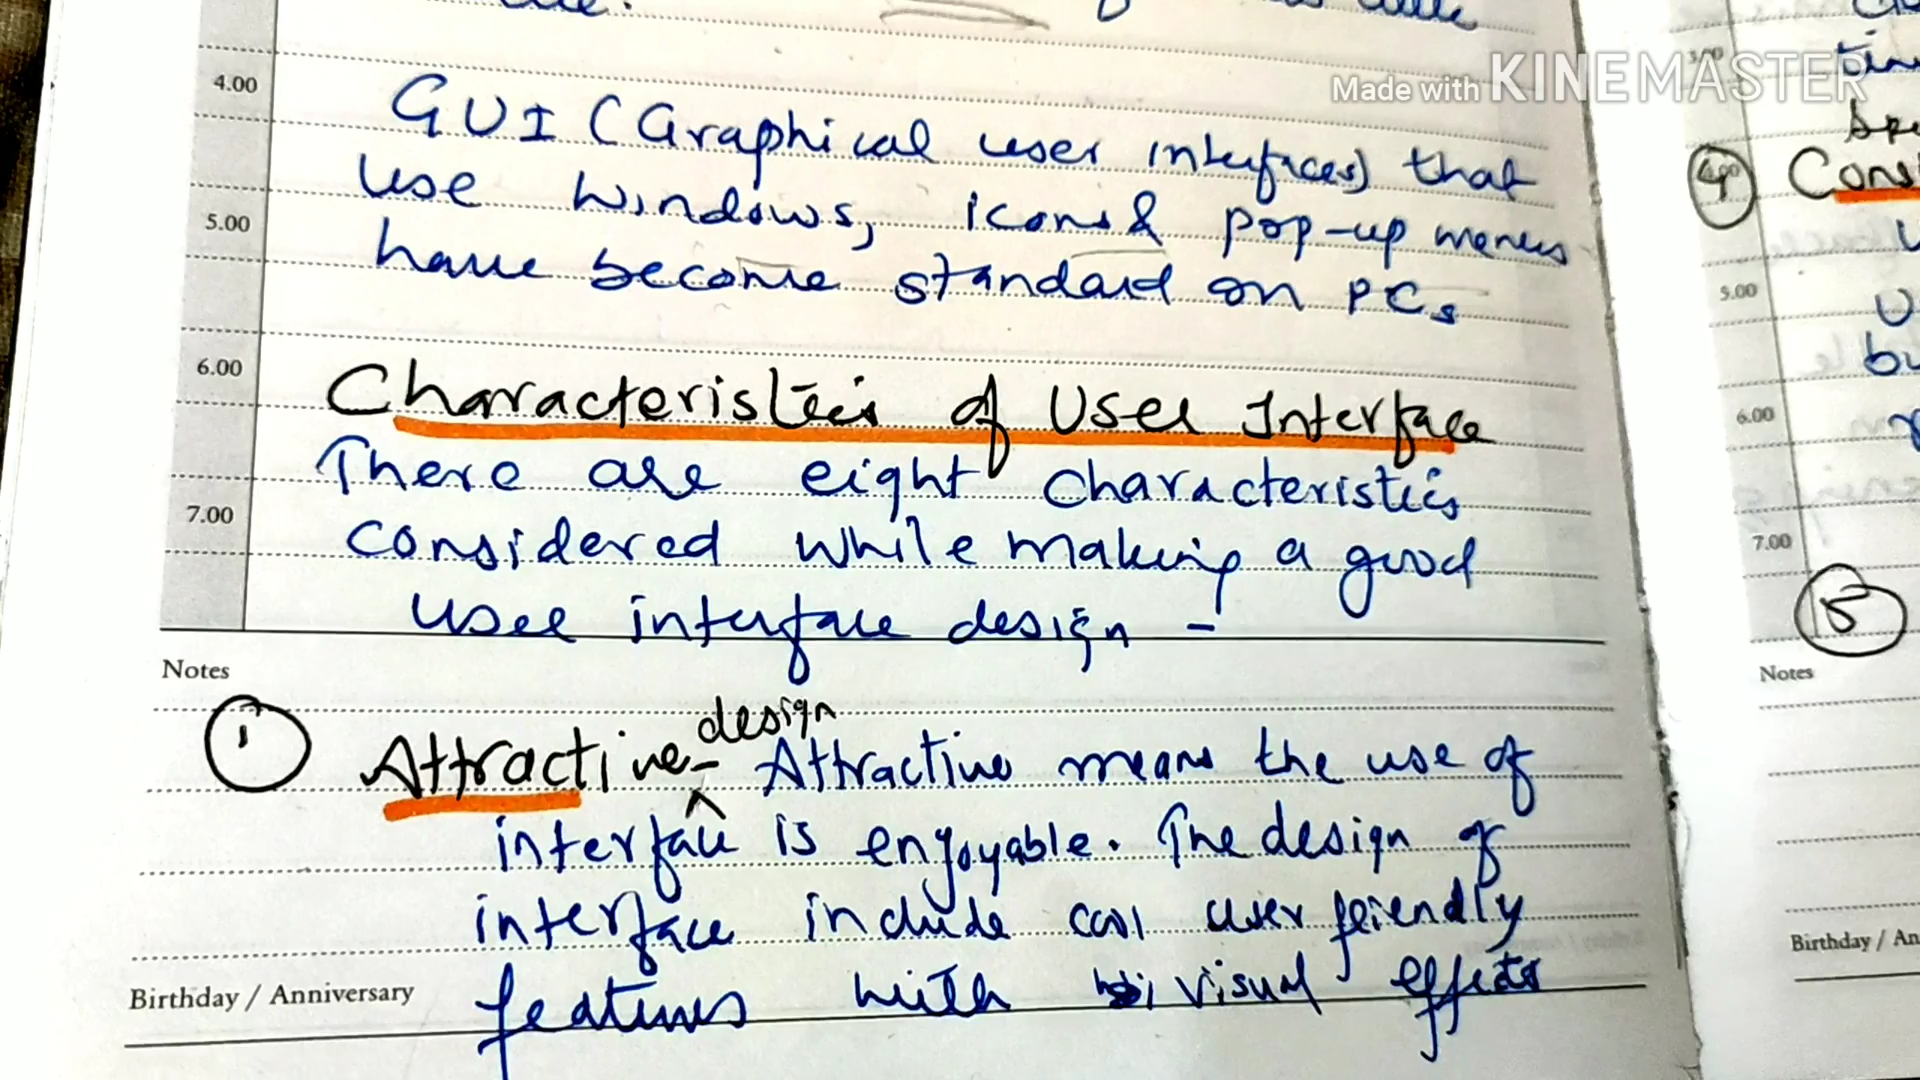 4.00
GUI (Graphical user interfaces) that
use windows, icons & pop-up menus
5.00
have become standard on PCs
6.00
Characteristics of User Interface
There are eight characteristics
7.00
considered while making a good
user interface design -
Notes
1 Attractive design - Attractive means the use of
interface is enjoyable. The design of
interface include cool user friendly
features with visual effects
Birthday / Anniversary
Made with KINEMASTER
4 Cons
5.00
bu
6.00
7.00
5
Notes
Birthday / An